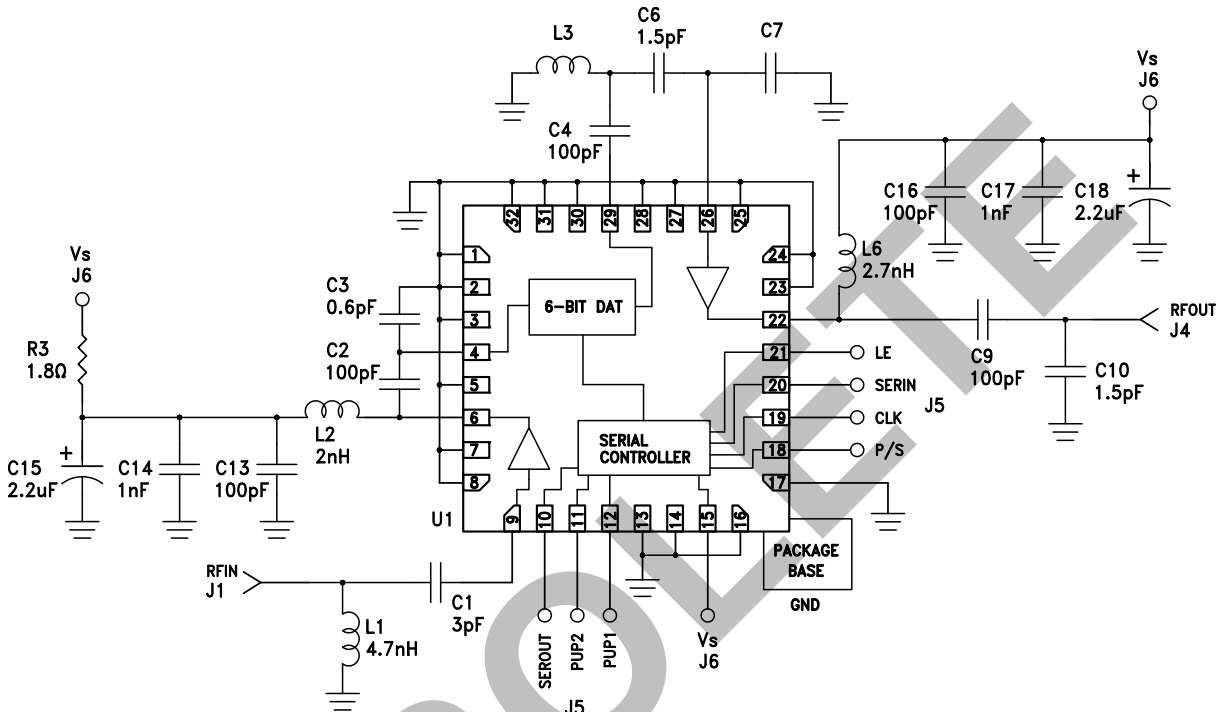 C6
1.5pF
C7
L3
C4
100pF
Vs
J6
C16
100pF
C17
1nF
C18
2.2uF
+
L6
2.7nH
32
31
30
29
28
27
26
25
1
2
3
4
5
6
7
8
24
23
22
21
20
19
18
17
9
10
11
12
13
14
15
16
6-BIT DAT
SERIAL
CONTROLLER
Vs
J6
R3
1.8Ω
C3
0.6pF
C2
100pF
L2
2nH
+
C15
2.2uF
C14
1nF
C13
100pF
RFOUT
J4
C9
100pF
C10
1.5pF
LE
SERIN
J5
CLK
P/S
U1
PACKAGE
BASE
GND
RFIN
J1
C1
3pF
L1
4.7nH
SEROUT
PUP2
PUP1
J5
Vs
J6
OLETE